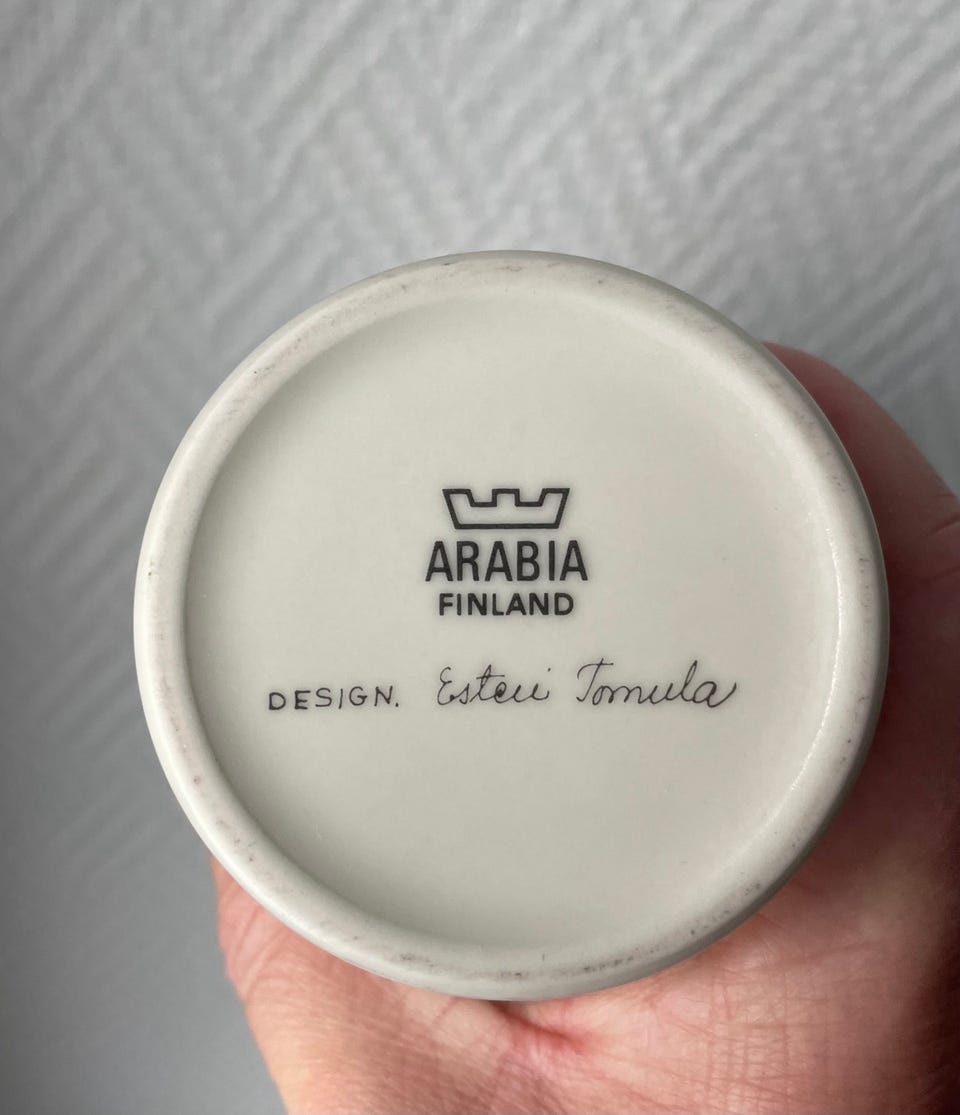 ARABIA
FINLAND
DESIGN. Esteri Tomula